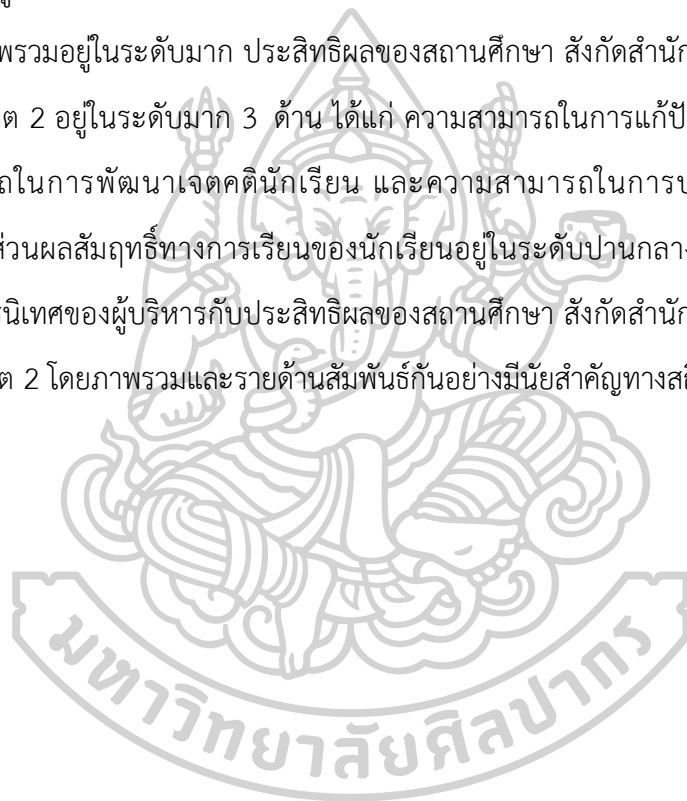 พรวมอยู่ในระดับมาก ประสิทธิผลของสถานศึกษา สังกัดสำนัก
ต 2 อยู่ในระดับมาก 3 ด้าน ได้แก่ ความสามารถในการแก้ปั
ถในการพัฒนาเจตคตินักเรียน และความสามารถในการป
ส่วนผลสัมฤทธิ์ทางการเรียนของนักเรียนอยู่ในระดับปานกลาง
รนิเทศของผู้บริหารกับประสิทธิผลของสถานศึกษา สังกัดสำนัก
ต 2 โดยภาพรวมและรายด้านสัมพันธ์กันอย่างมีนัยสำคัญทางสถิ
มหาวิทยาลัยศิลปากร